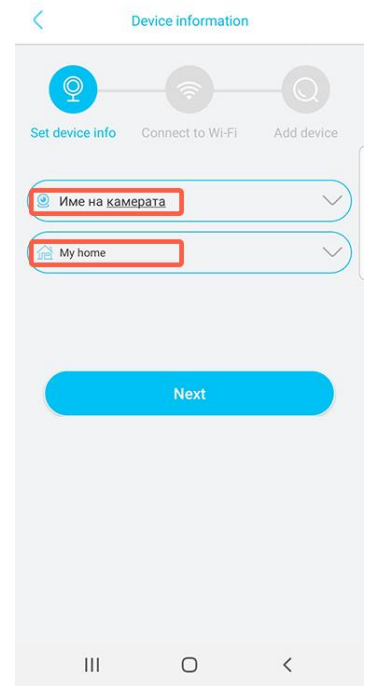 Device information
Set device info Connect to Wi-Fi Add device
Име на камерата
My home
Next